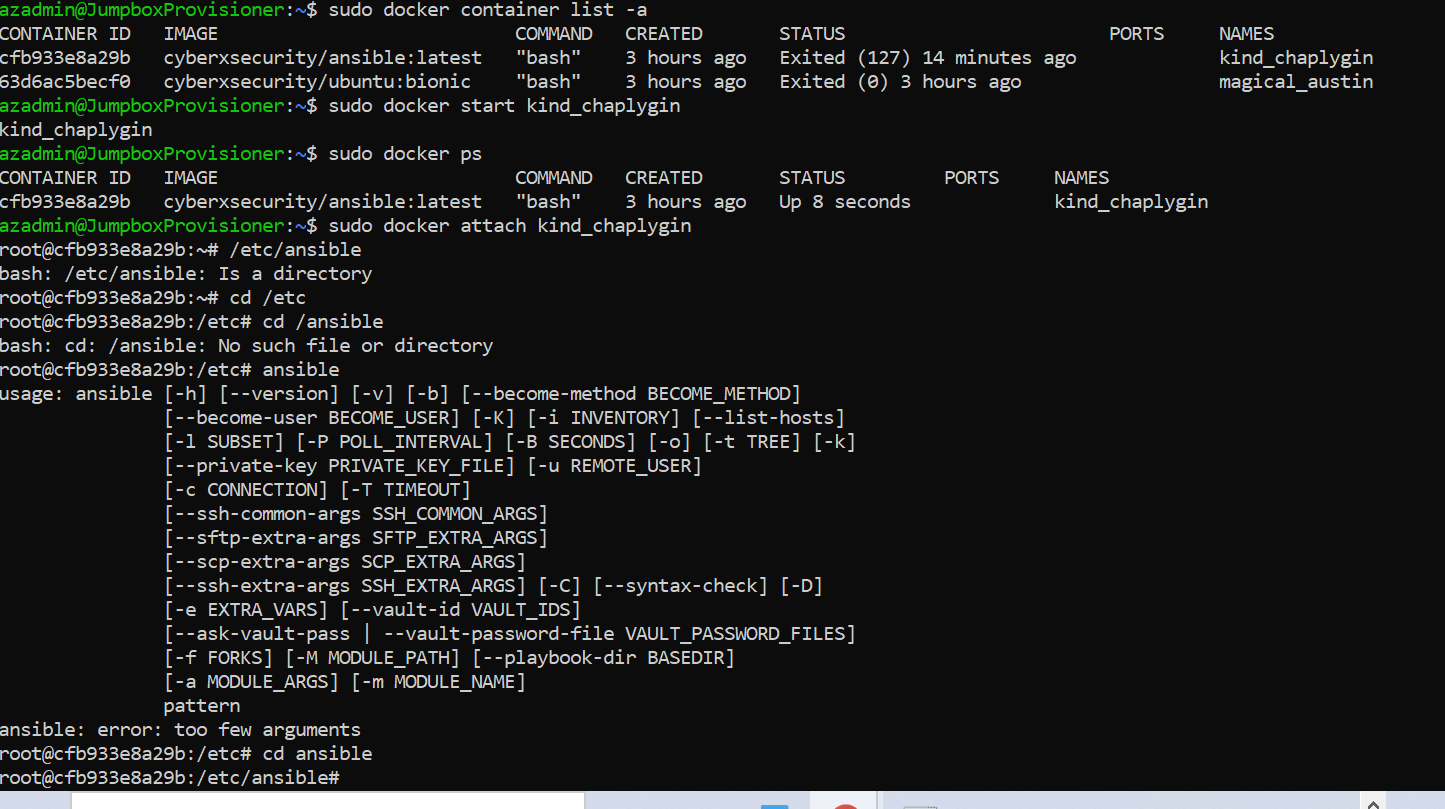 azadmin@JumpboxProvisioner:~$ sudo docker container list -a
CONTAINER ID   IMAGE                           COMMAND   CREATED       STATUS                        PORTS     NAMES
cfb933e8a29b   cyberxsecurity/ansible:latest   "bash"    3 hours ago   Exited (127) 14 minutes ago             kind_chaplygin
63d6ac5becf0   cyberxsecurity/ubuntu:bionic    "bash"    3 hours ago   Exited (0) 3 hours ago                  magical_austin
azadmin@JumpboxProvisioner:~$ sudo docker start kind_chaplygin
kind_chaplygin
azadmin@JumpboxProvisioner:~$ sudo docker ps
CONTAINER ID   IMAGE                           COMMAND   CREATED       STATUS         PORTS     NAMES
cfb933e8a29b   cyberxsecurity/ansible:latest   "bash"    3 hours ago   Up 8 seconds             kind_chaplygin
azadmin@JumpboxProvisioner:~$ sudo docker attach kind_chaplygin
root@cfb933e8a29b:~# /etc/ansible
bash: /etc/ansible: Is a directory
root@cfb933e8a29b:~# cd /etc
root@cfb933e8a29b:/etc# cd /ansible
bash: cd: /ansible: No such file or directory
root@cfb933e8a29b:/etc# ansible
usage: ansible [-h] [--version] [-v] [-b] [--become-method BECOME_METHOD]
               [--become-user BECOME_USER] [-K] [-i INVENTORY] [--list-hosts]
               [-l SUBSET] [-P POLL_INTERVAL] [-B SECONDS] [-o] [-t TREE] [-k]
               [--private-key PRIVATE_KEY_FILE] [-u REMOTE_USER]
               [-c CONNECTION] [-T TIMEOUT]
               [--ssh-common-args SSH_COMMON_ARGS]
               [--sftp-extra-args SFTP_EXTRA_ARGS]
               [--scp-extra-args SCP_EXTRA_ARGS]
               [--ssh-extra-args SSH_EXTRA_ARGS] [-C] [--syntax-check] [-D]
               [-e EXTRA_VARS] [--vault-id VAULT_IDS]
               [--ask-vault-pass | --vault-password-file VAULT_PASSWORD_FILES]
               [-f FORKS] [-M MODULE_PATH] [--playbook-dir BASEDIR]
               [-a MODULE_ARGS] [-m MODULE_NAME]
               pattern
ansible: error: too few arguments
root@cfb933e8a29b:/etc# cd ansible
root@cfb933e8a29b:/etc/ansible#